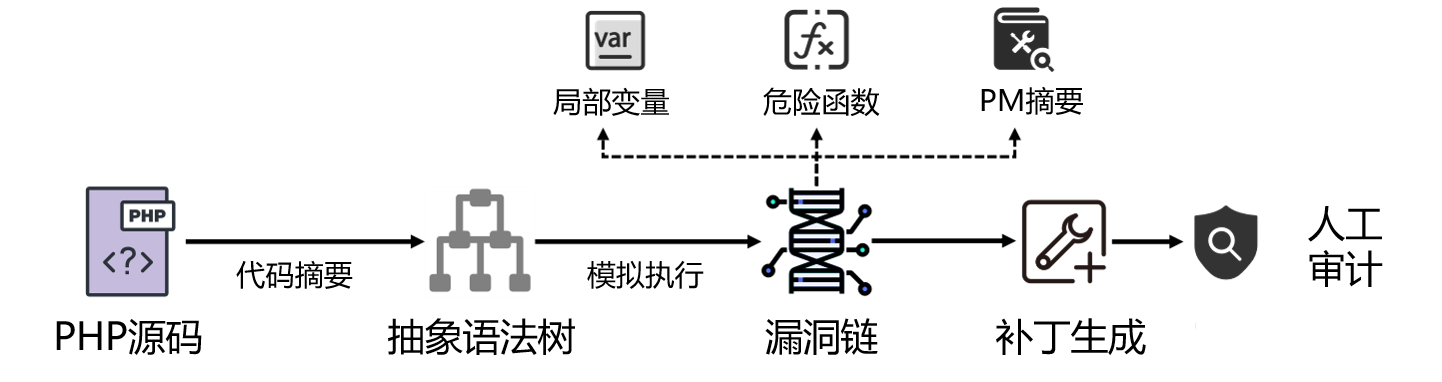 var
fx
局部变量
危险函数
PM摘要
PHP
<?>
代码摘要
模拟执行
人工
审计
PHP源码
抽象语法树
漏洞链
补丁生成